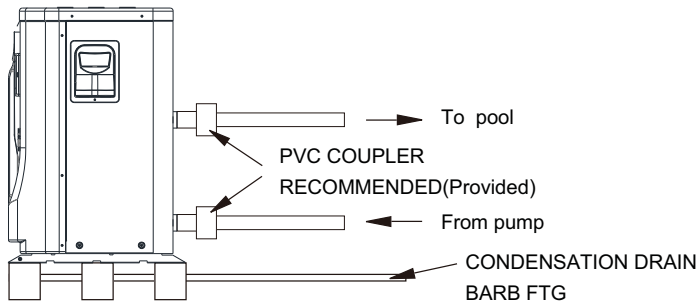 To pool
PVC COUPLER
RECOMMENDED(Provided)
From pump
CONDENSATION DRAIN
BARB FTG